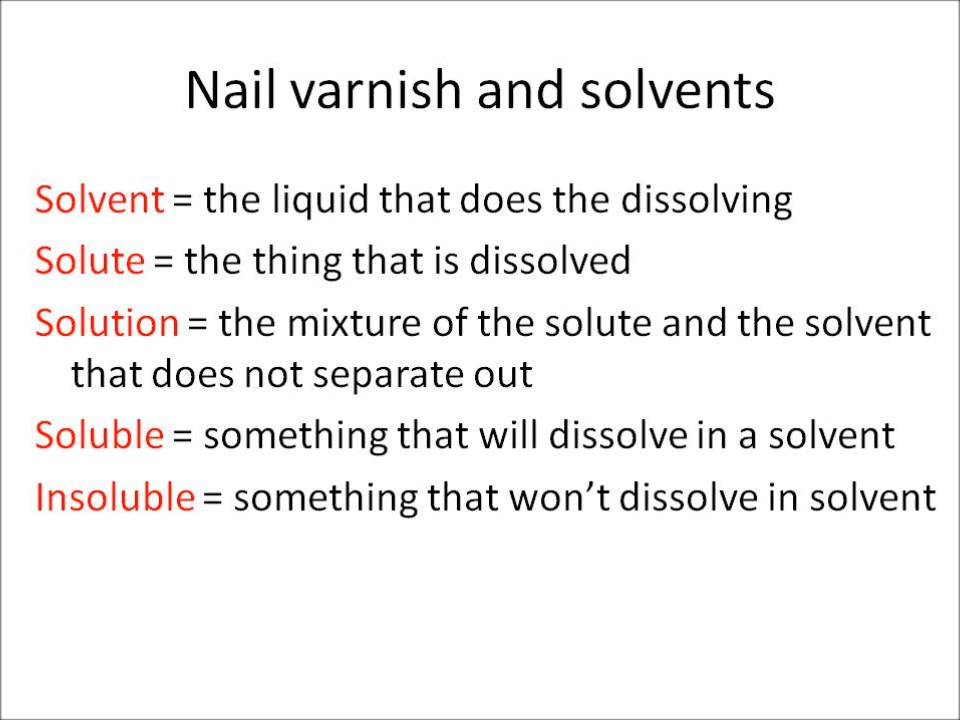 Nail varnish and solvents
Solvent = the liquid that does the dissolving
Solute = the thing that is dissolved
Solution = the mixture of the solute and the solvent
that does not separate out
Soluble = something that will dissolve in a solvent
Insoluble = something that won’t dissolve in solvent